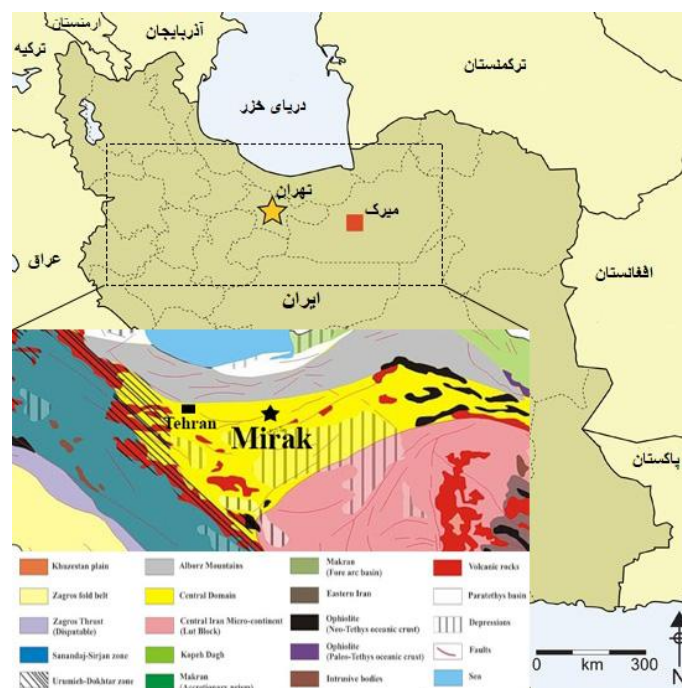 ارمنستان
آذربایجان
ترکیه
ترکمنستان
دریای خزر
تهران
میرک
عراق
افغانستان
ایران
پاکستان
Tehran
Mirak
Khuzestan plain
Zagros fold belt
Zagros Thrust
(Disputable)
Sanandaj-Sirjan zone
Urumieh-Dokhtar zone
Alborz Mountains
Central Domain
Central Iran Micro-continent
(Lut Block)
Kopeh Dagh
Makran
Makran
(Fore arc basin)
Eastern Iran
Ophiolite
(Neo-Tethys oceanic crust)
Ophiolite
(Paleo-Tethys oceanic crust)
Intrusive bodies
Volcanic rocks
Paratethys basin
Depressions
Faults
Sea
0 km 300
N